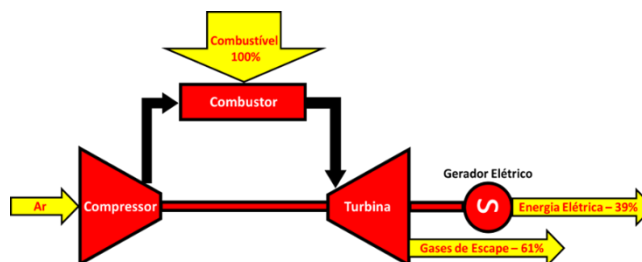 Combustível
100%
Combustor
Gerador Elétrico
Ar
Compressor
Turbina
S
Energia Elétrica – 39%
Gases de Escape – 61%